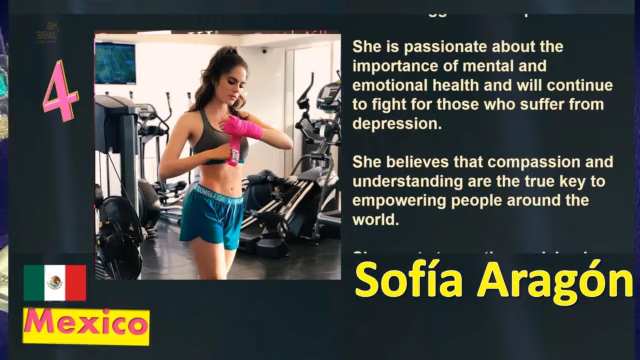 4
She is passionate about the
importance of mental and
emotional health and will continue
to fight for those who suffer from
depression.
She believes that compassion and
understanding are the true key to
empowering people around the
world.
Sofía Aragón
Mexico